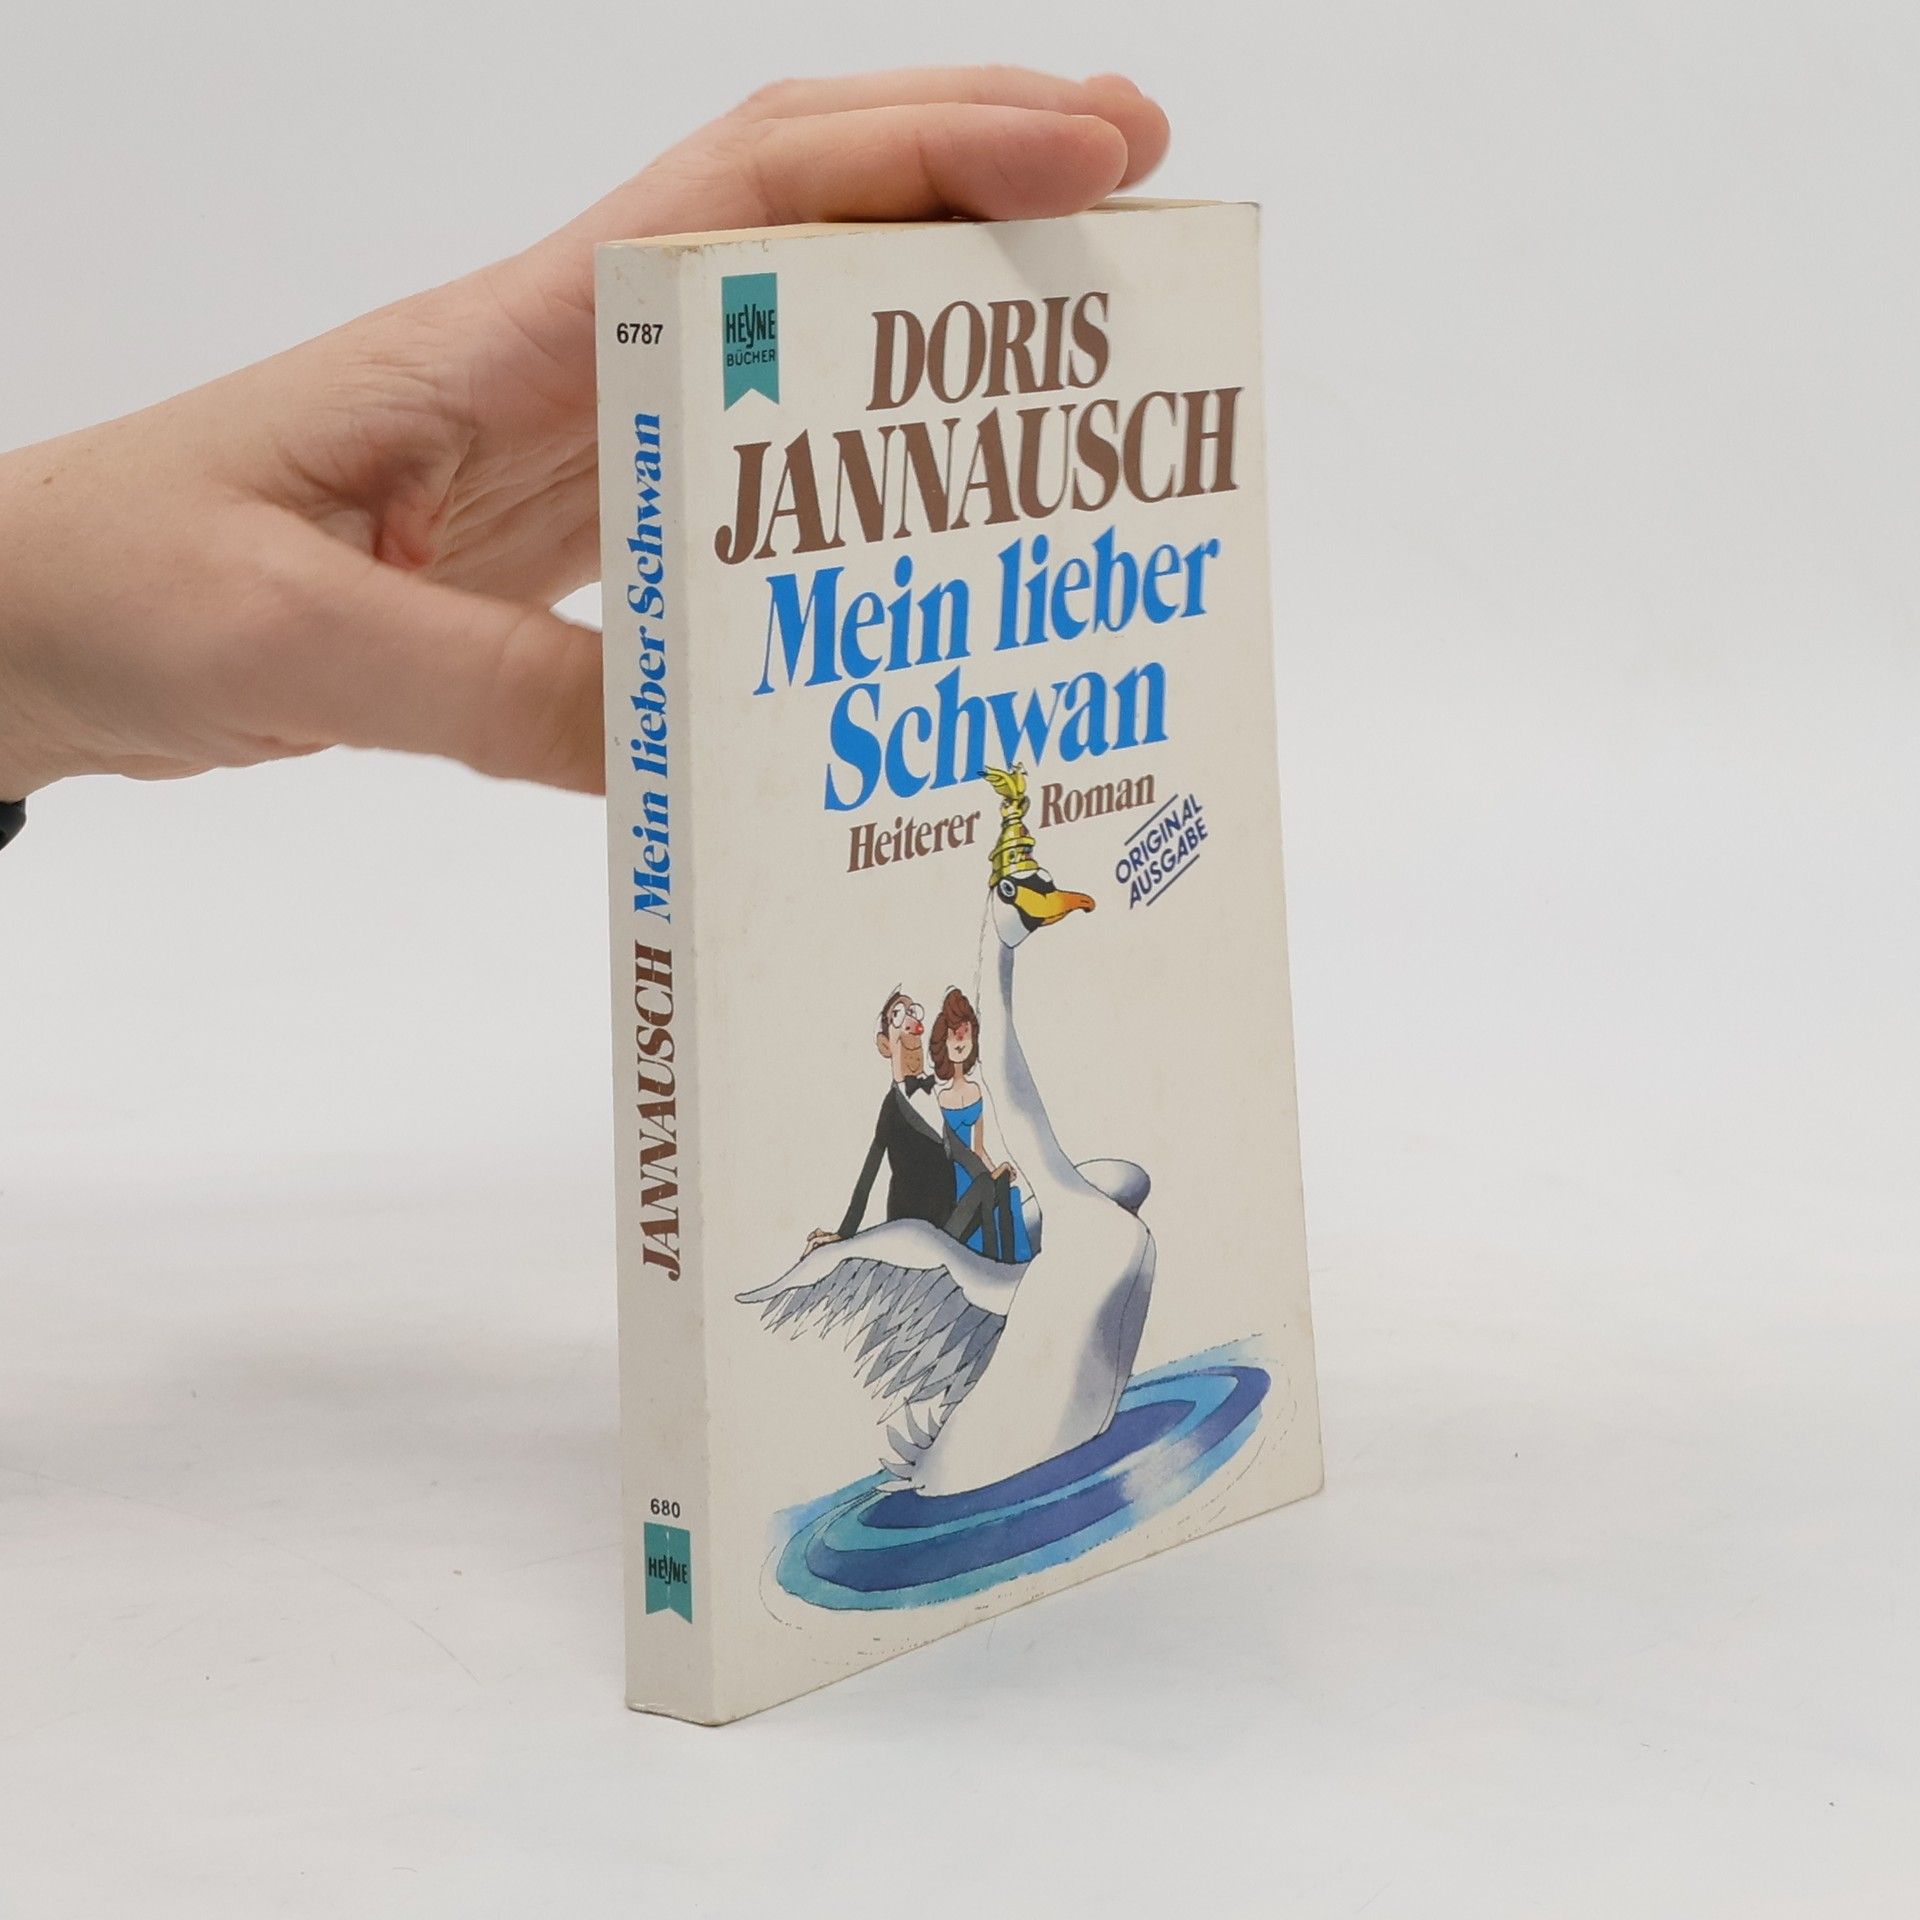 6787
JANNAUSCH Mein lieber Schwan
680
HEYNE
HEYNE
BÜCHER
DORIS
JANNAUSCH
Mein lieber
Schwan
Heiterer Roman
ORIGINAL
AUSGABE